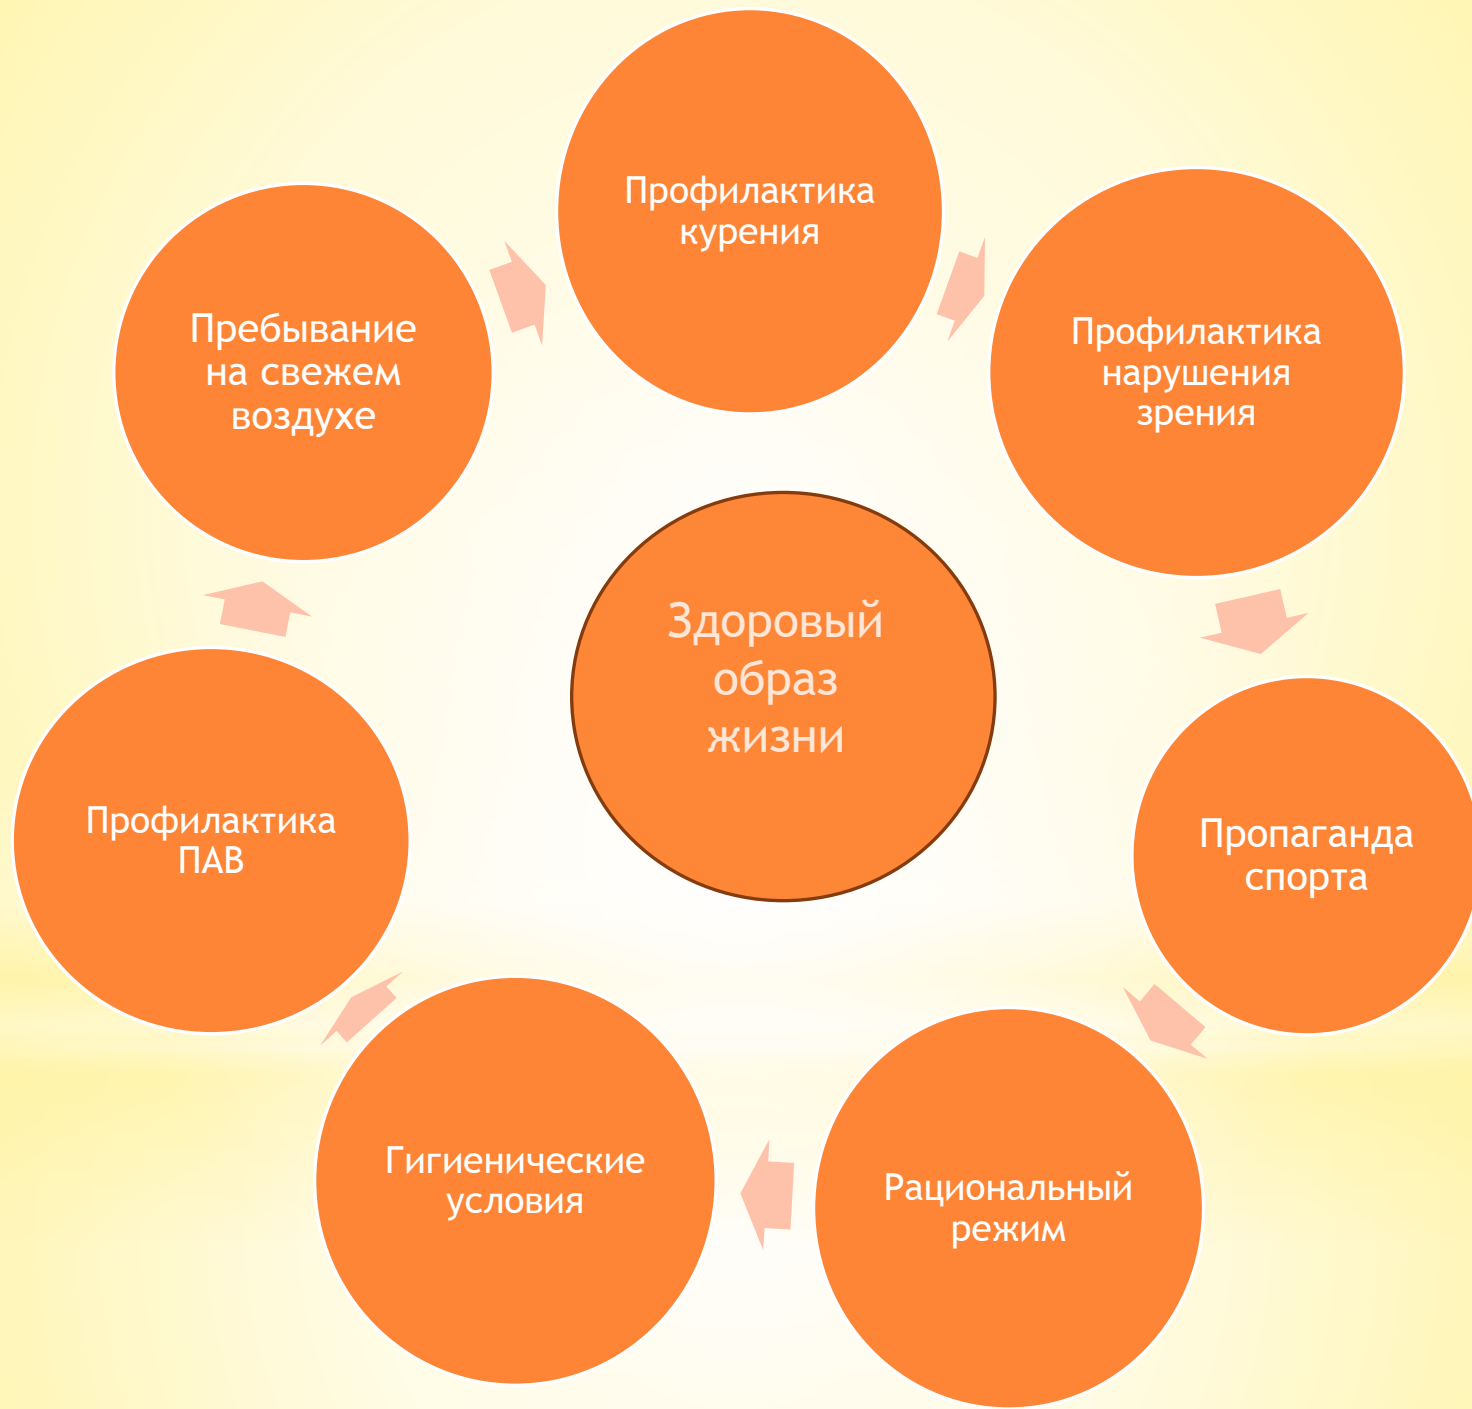 Профилактика
курения
Профилактика
нарушения
зрения
Пропаганда
спорта
Рациональный
режим
Гигиенические
условия
Профилактика
ПАВ
Пребывание
на свежем
воздухе
Здоровый
образ
жизни